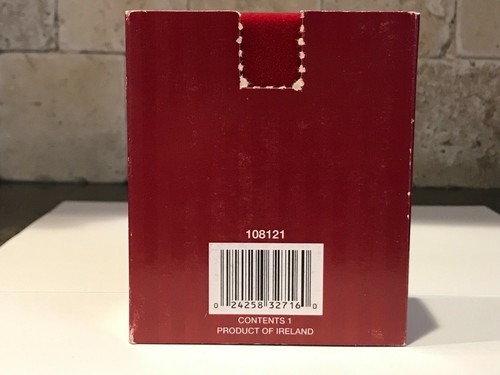 108121
0 24258 32716 0
CONTENTS 1
PRODUCT OF IRELAND